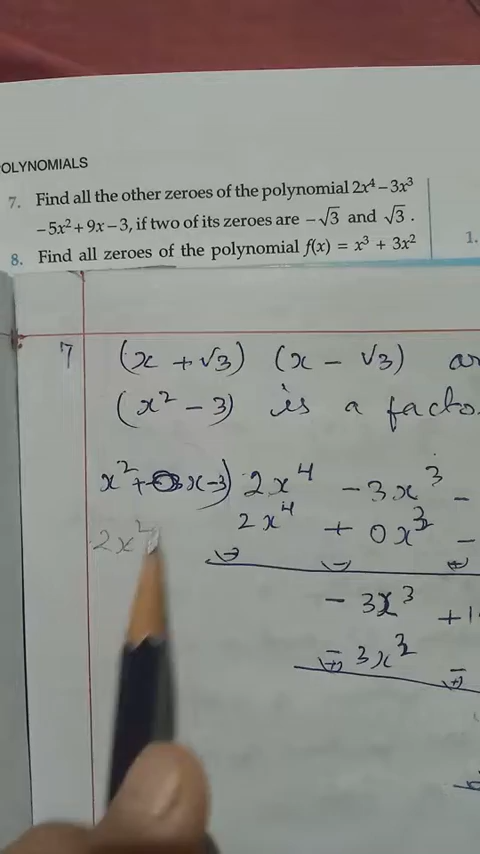 OLYNOMIALS
7. Find all the other zeroes of the polynomial 2x⁴ – 3x³
– 5x² + 9x – 3, if two of its zeroes are – √3 and √3 .
8. Find all zeroes of the polynomial f(x) = x³ + 3x²
1.
7 (x + √3) (x – √3) ar
(x² – 3) is a facto
x² + 0x – 3) 2x⁴ – 3x³ –
2x⁴ + 0x³ –
2x²
– 3x³ + 1
– 3x³